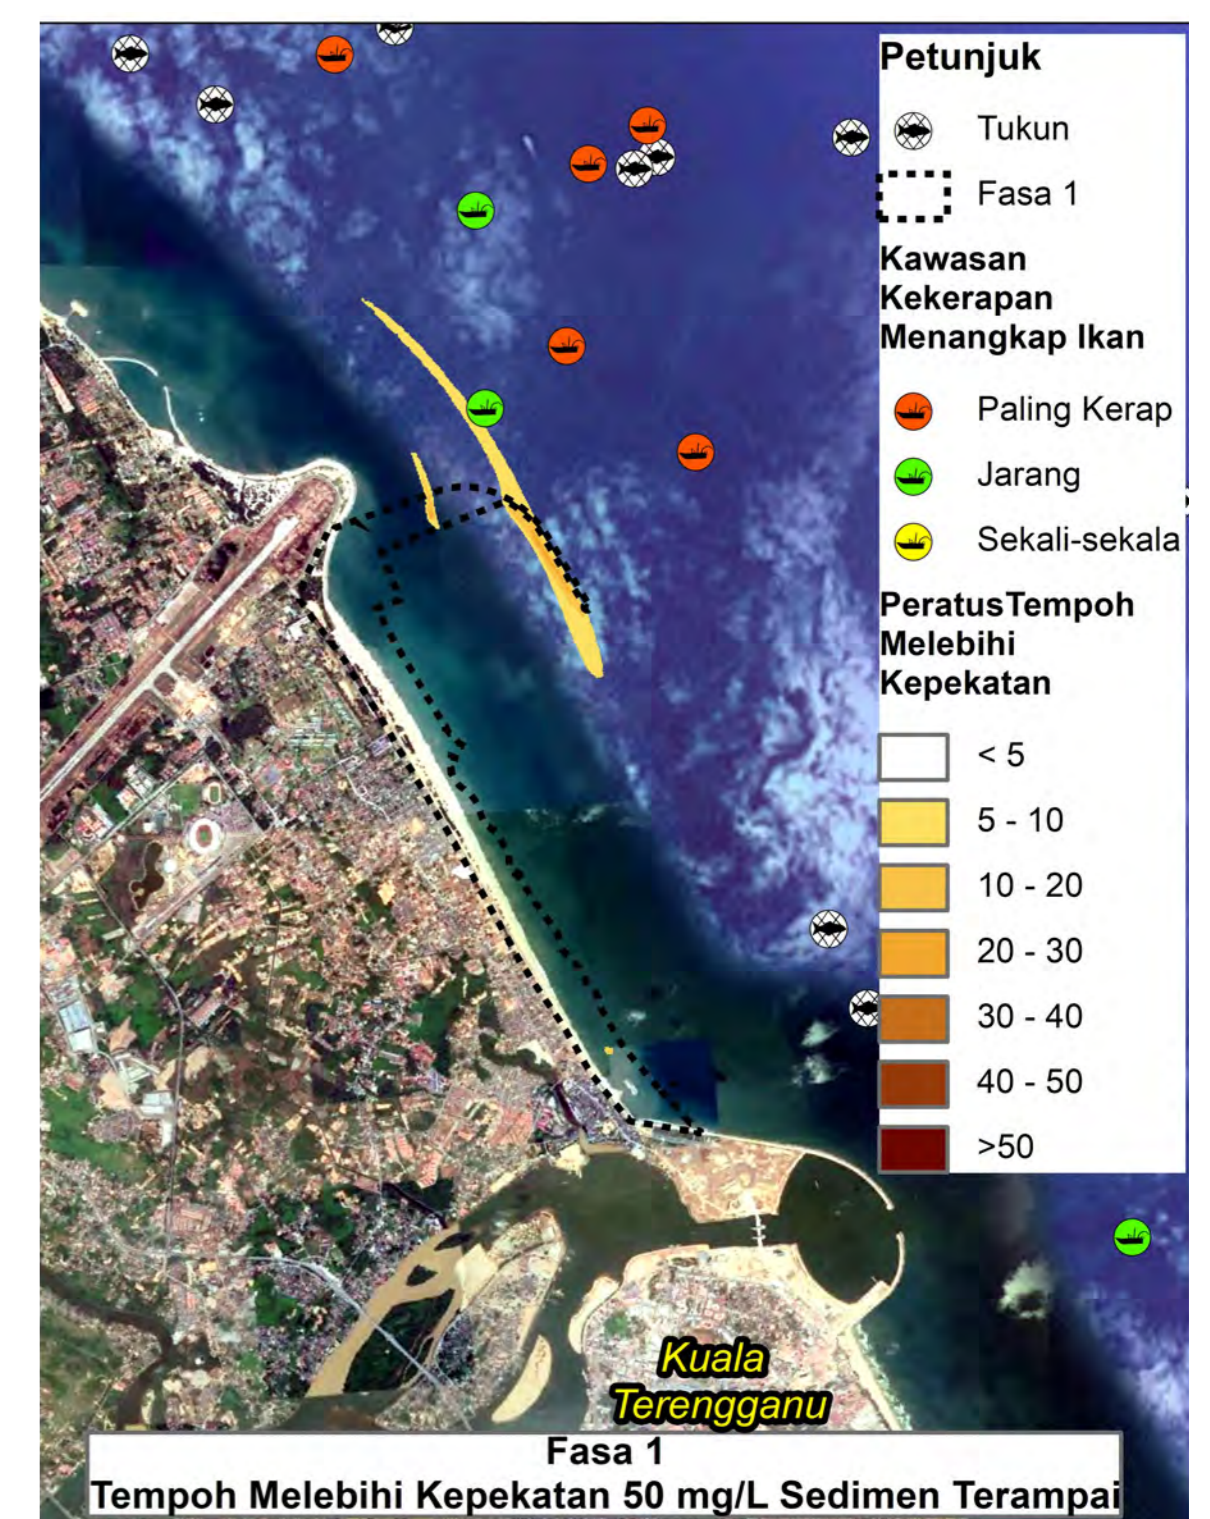 Petunjuk
Tukun
Fasa 1
Kawasan
Kekerapan
Menangkap Ikan
Paling Kerap
Jarang
Sekali-sekala
PeratusTempoh
Melebihi
Kepekatan
< 5
5 - 10
10 - 20
20 - 30
30 - 40
40 - 50
>50
Kuala
Terengganu
Fasa 1
Tempoh Melebihi Kepekatan 50 mg/L Sedimen Terampai